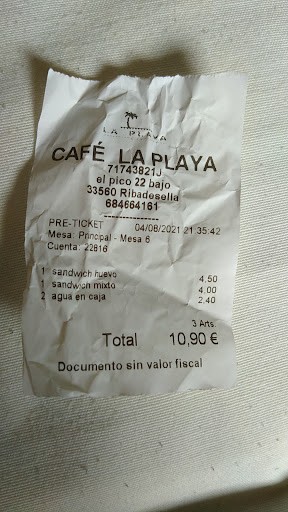 LA PLAYA
CAFÉ LA PLAYA
71743821J
el pico 22 bajo
33560 Ribadesella
684664161
---------------
PRE-TICKET 04/08/2021 21:35:42
Mesa: Principal - Mesa 6
Cuenta: 22816
1 sandwich huevo 4.50
1 sandwich mixto 4.00
2 agua en caja 2.40
3 Arts.
Total 10,90 €
Documento sin valor fiscal